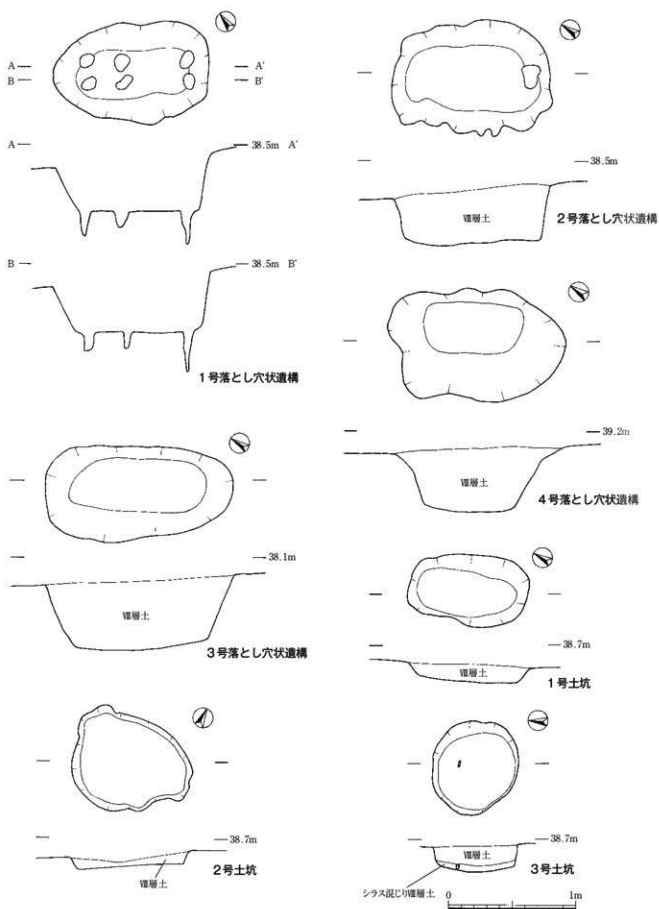 A A'
B B'
A 38.5m A'
B 38.5m B'
1号落とし穴状遺構
38.5m
Ⅷ層土
2号落とし穴状遺構
39.2m
Ⅷ層土
4号落とし穴状遺構
38.1m
Ⅷ層土
3号落とし穴状遺構
38.7m
Ⅷ層土
1号土坑
38.7m
Ⅷ層土
2号土坑
38.7m
Ⅷ層土
シラス混じりⅧ層土
3号土坑
0 1m